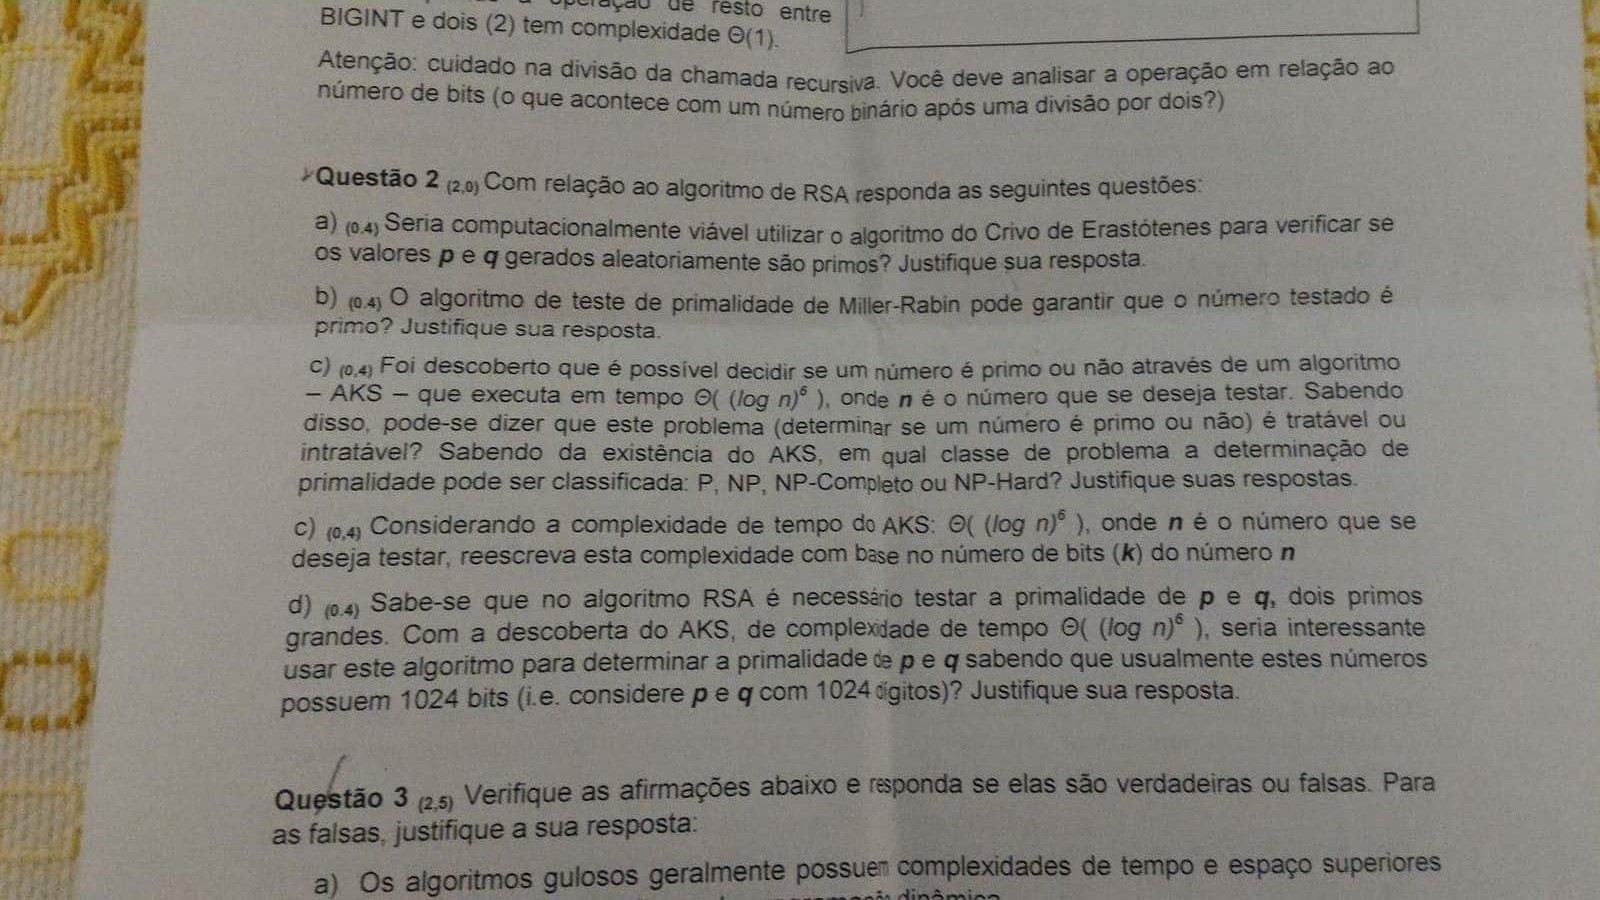 operação de resto entre
BIGINT e dois (2) tem complexidade Θ(1).
Atenção: cuidado na divisão da chamada recursiva. Você deve analisar a operação em relação ao
número de bits (o que acontece com um número binário após uma divisão por dois?)
Questão 2 (2,0) Com relação ao algoritmo de RSA responda as seguintes questões:
a) (0.4) Seria computacionalmente viável utilizar o algoritmo do Crivo de Erastótenes para verificar se
os valores p e q gerados aleatoriamente são primos? Justifique sua resposta.
b) (0.4) O algoritmo de teste de primalidade de Miller-Rabin pode garantir que o número testado é
primo? Justifique sua resposta.
c) (0,4) Foi descoberto que é possível decidir se um número é primo ou não através de um algoritmo
– AKS – que executa em tempo Θ( (log n)⁶ ), onde n é o número que se deseja testar. Sabendo
disso, pode-se dizer que este problema (determinar se um número é primo ou não) é tratável ou
intratável? Sabendo da existência do AKS, em qual classe de problema a determinação de
primalidade pode ser classificada: P, NP, NP-Completo ou NP-Hard? Justifique suas respostas.
c) (0,4) Considerando a complexidade de tempo do AKS: Θ( (log n)⁶ ), onde n é o número que se
deseja testar, reescreva esta complexidade com base no número de bits (k) do número n
d) (0.4) Sabe-se que no algoritmo RSA é necessário testar a primalidade de p e q, dois primos
grandes. Com a descoberta do AKS, de complexidade de tempo Θ( (log n)⁶ ), seria interessante
usar este algoritmo para determinar a primalidade de p e q sabendo que usualmente estes números
possuem 1024 bits (i.e. considere p e q com 1024 dígitos)? Justifique sua resposta.
Questão 3 (2,5) Verifique as afirmações abaixo e responda se elas são verdadeiras ou falsas. Para
as falsas, justifique a sua resposta:
a) Os algoritmos gulosos geralmente possuem complexidades de tempo e espaço superiores
dinâmica